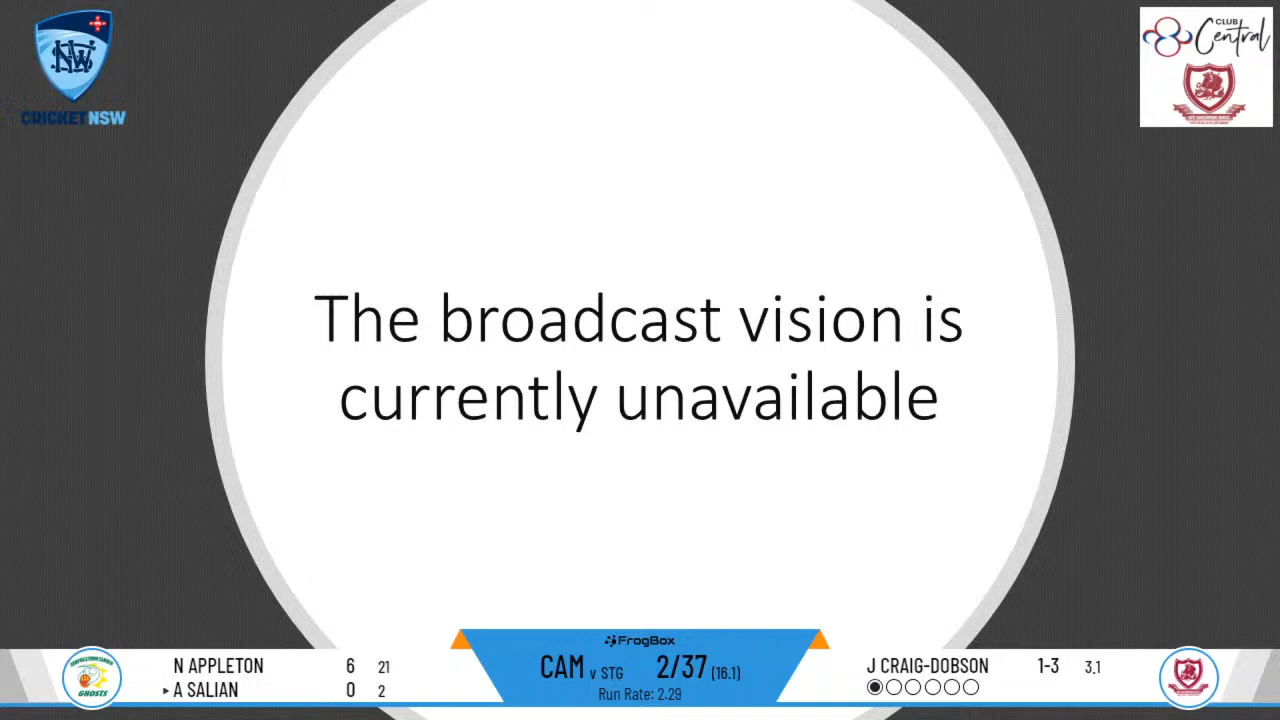 CRICKET NSW
CLUB
Central
The broadcast vision is
currently unavailable
FrogBox
N APPLETON 6 21
A SALIAN 0 2
CAM v STG 2/37 (16.1)
Run Rate: 2.29
J CRAIG-DOBSON 1-3 3.1
GHOSTS